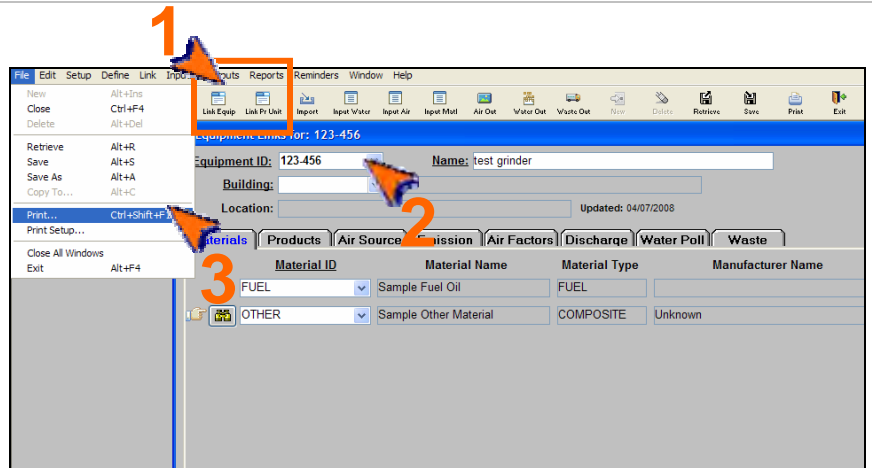 1
File Edit Setup Define Link Inpu Outputs Reports Reminders Window Help
New Alt+Ins
Close Ctrl+F4
Delete Alt+Del
Retrieve Alt+R
Save Alt+S
Save As Alt+A
Copy To... Alt+C
Print... Ctrl+Shift+F
Print Setup...
Close All Windows
Exit Alt+F4
Link Equip Link Pr Unit Import Input Water Input Air Input Matl Air Out Water Out Waste Out New Delete Retrieve Save Print Exit
Equipment Links for: 123-456
Equipment ID: 123-456 Name: test grinder
Building:
Location: Updated: 04/07/2008
2
Materials Products Air Source Emission Air Factors Discharge Water Poll Waste
3
Material ID Material Name Material Type Manufacturer Name
FUEL Sample Fuel Oil FUEL
OTHER Sample Other Material COMPOSITE Unknown